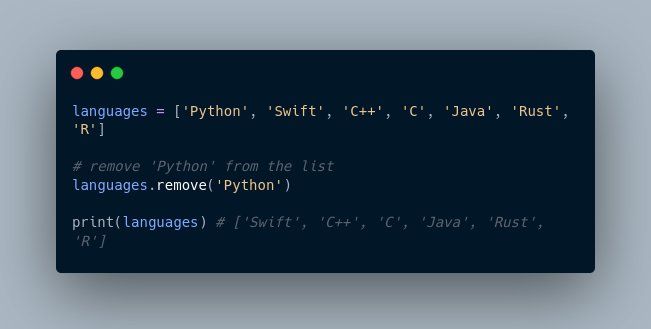 languages = ['Python', 'Swift', 'C++', 'C', 'Java', 'Rust',
'R']
# remove 'Python' from the list
languages.remove('Python')
print(languages) # ['Swift', 'C++', 'C', 'Java', 'Rust',
'R']